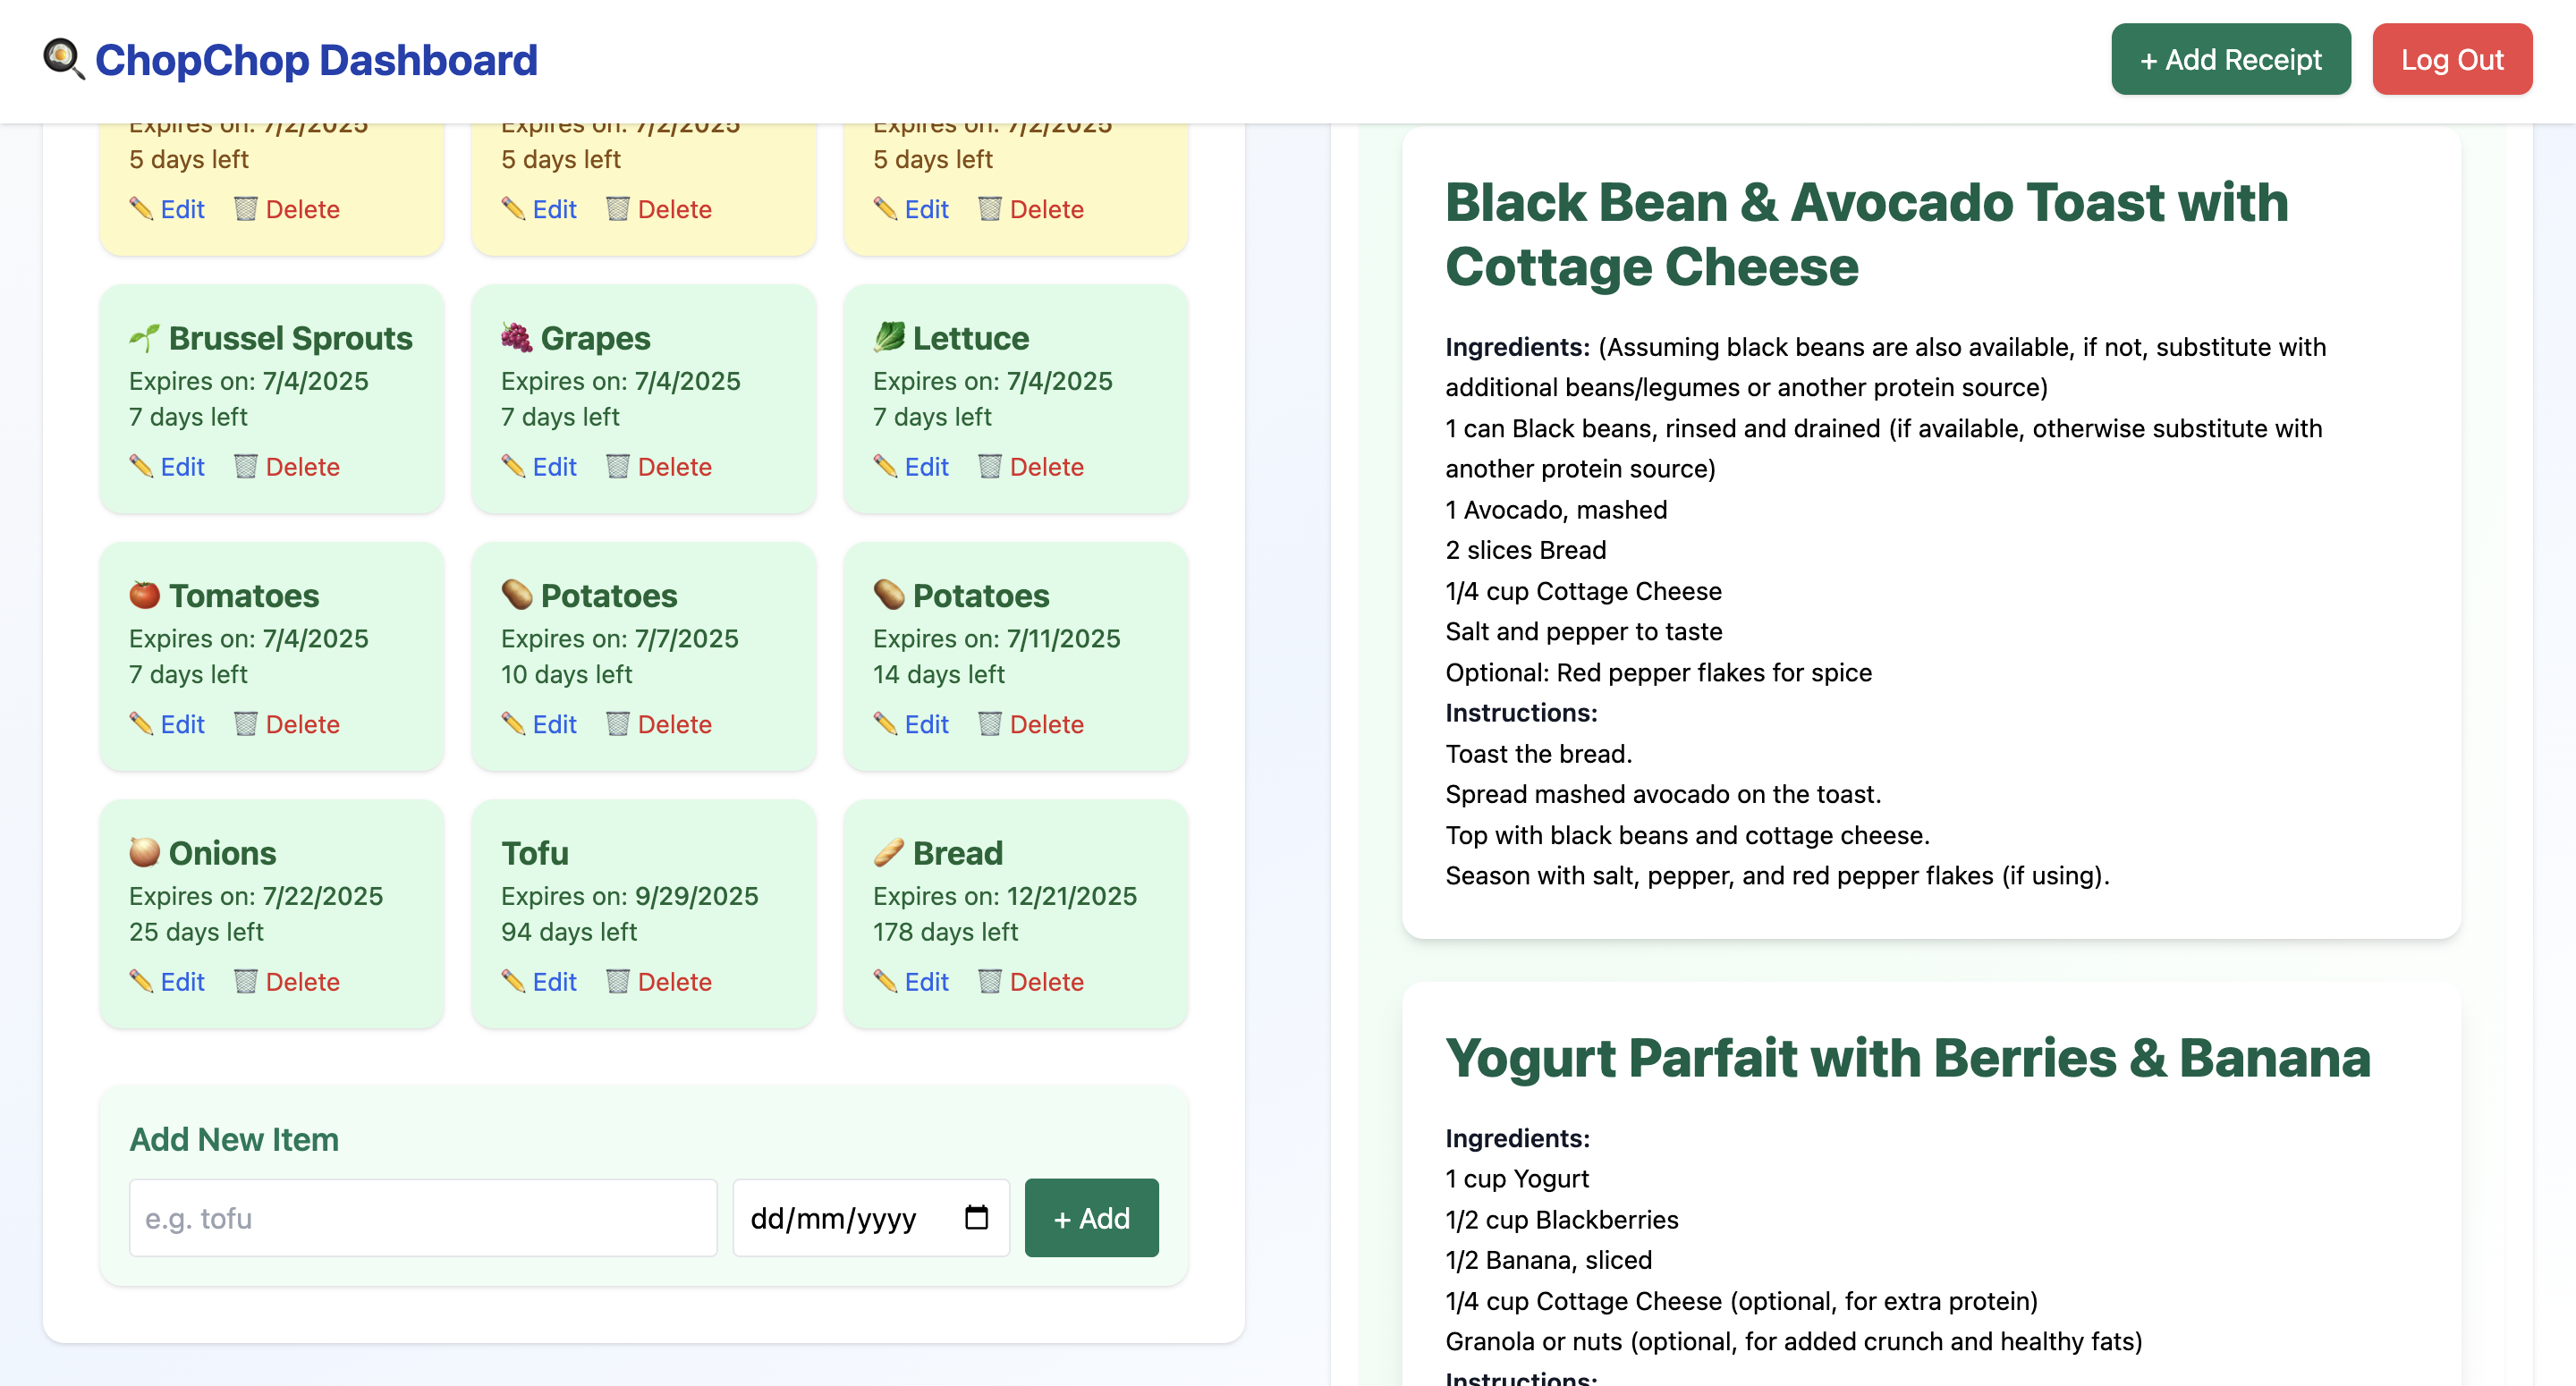 ChopChop Dashboard
+ Add Receipt
Log Out
Expires on: 7/2/2025
5 days left
Edit Delete
Expires on: 7/2/2025
5 days left
Edit Delete
Expires on: 7/2/2025
5 days left
Edit Delete
Brussel Sprouts
Expires on: 7/4/2025
7 days left
Edit Delete
Grapes
Expires on: 7/4/2025
7 days left
Edit Delete
Lettuce
Expires on: 7/4/2025
7 days left
Edit Delete
Tomatoes
Expires on: 7/4/2025
7 days left
Edit Delete
Potatoes
Expires on: 7/7/2025
10 days left
Edit Delete
Potatoes
Expires on: 7/11/2025
14 days left
Edit Delete
Onions
Expires on: 7/22/2025
25 days left
Edit Delete
Tofu
Expires on: 9/29/2025
94 days left
Edit Delete
Bread
Expires on: 12/21/2025
178 days left
Edit Delete
Add New Item
e.g. tofu
dd/mm/yyyy
+ Add
Black Bean & Avocado Toast with
Cottage Cheese
Ingredients: (Assuming black beans are also available, if not, substitute with
additional beans/legumes or another protein source)
1 can Black beans, rinsed and drained (if available, otherwise substitute with
another protein source)
1 Avocado, mashed
2 slices Bread
1/4 cup Cottage Cheese
Salt and pepper to taste
Optional: Red pepper flakes for spice
Instructions:
Toast the bread.
Spread mashed avocado on the toast.
Top with black beans and cottage cheese.
Season with salt, pepper, and red pepper flakes (if using).
Yogurt Parfait with Berries & Banana
Ingredients:
1 cup Yogurt
1/2 cup Blackberries
1/2 Banana, sliced
1/4 cup Cottage Cheese (optional, for extra protein)
Granola or nuts (optional, for added crunch and healthy fats)
Instructions: